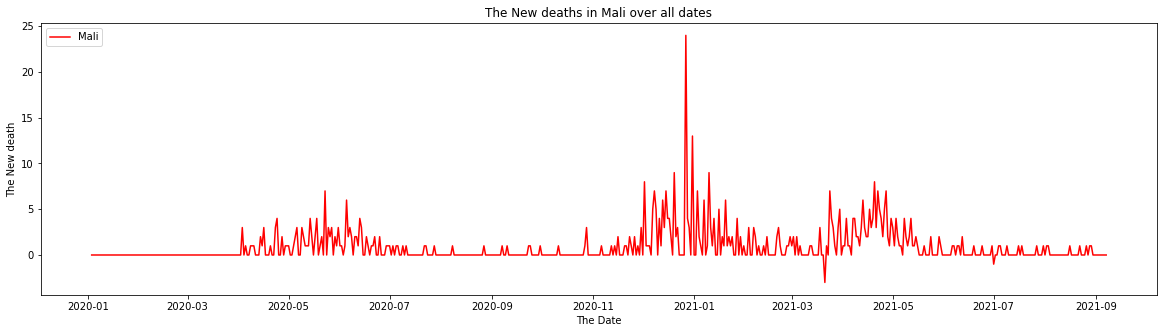 The New deaths in Mali over all dates
Mali
The New death
25
20
15
10
5
0
2020-01 2020-03 2020-05 2020-07 2020-09 2020-11 2021-01 2021-03 2021-05 2021-07 2021-09
The Date